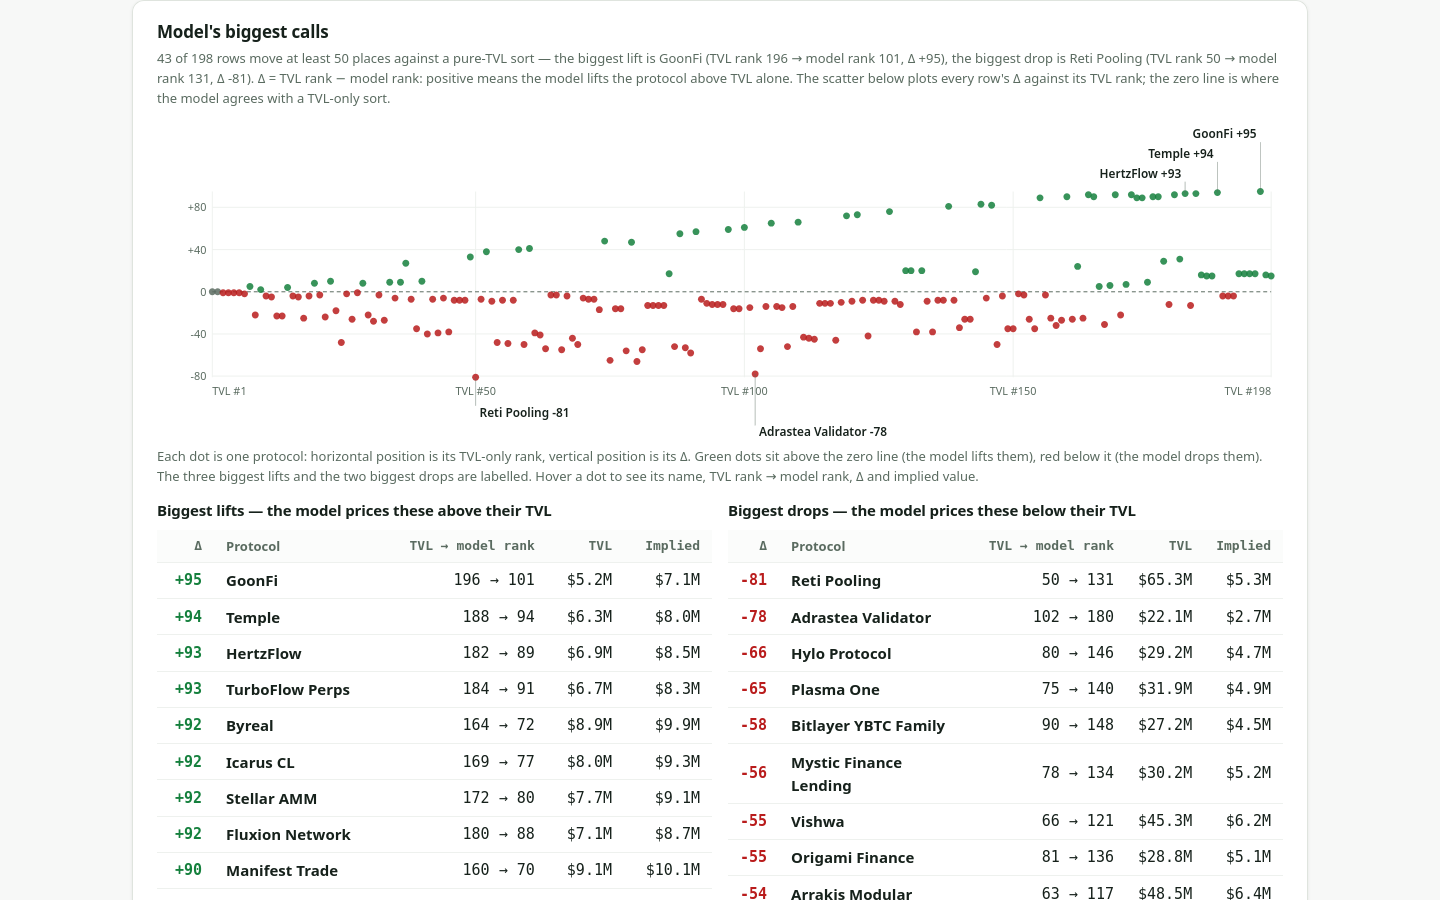 Model's biggest calls
43 of 198 rows move at least 50 places against a pure-TVL sort — the biggest lift is GoonFi (TVL rank 196 → model rank 101, Δ +95), the biggest drop is Reti Pooling (TVL rank 50 → model
rank 131, Δ -81). Δ = TVL rank − model rank: positive means the model lifts the protocol above TVL alone. The scatter below plots every row's Δ against its TVL rank; the zero line is where
the model agrees with a TVL-only sort.
GoonFi +95
Temple +94
HertzFlow +93
+80
+40
0
-40
-80
TVL #1
TVL #50
TVL #100
TVL #150
TVL #198
Reti Pooling -81
Adrastea Validator -78
Each dot is one protocol: horizontal position is its TVL-only rank, vertical position is its Δ. Green dots sit above the zero line (the model lifts them), red below it (the model drops them).
The three biggest lifts and the two biggest drops are labelled. Hover a dot to see its name, TVL rank → model rank, Δ and implied value.
Biggest lifts — the model prices these above their TVL
Δ Protocol TVL → model rank TVL Implied
+95 GoonFi 196 → 101 $5.2M $7.1M
+94 Temple 188 → 94 $6.3M $8.0M
+93 HertzFlow 182 → 89 $6.9M $8.5M
+93 TurboFlow Perps 184 → 91 $6.7M $8.3M
+92 Byreal 164 → 72 $8.9M $9.9M
+92 Icarus CL 169 → 77 $8.0M $9.3M
+92 Stellar AMM 172 → 80 $7.7M $9.1M
+92 Fluxion Network 180 → 88 $7.1M $8.7M
+90 Manifest Trade 160 → 70 $9.1M $10.1M
Biggest drops — the model prices these below their TVL
Δ Protocol TVL → model rank TVL Implied
-81 Reti Pooling 50 → 131 $65.3M $5.3M
-78 Adrastea Validator 102 → 180 $22.1M $2.7M
-66 Hylo Protocol 80 → 146 $29.2M $4.7M
-65 Plasma One 75 → 140 $31.9M $4.9M
-58 Bitlayer YBTC Family 90 → 148 $27.2M $4.5M
-56 Mystic Finance Lending 78 → 134 $30.2M $5.2M
-55 Vishwa 66 → 121 $45.3M $6.2M
-55 Origami Finance 81 → 136 $28.8M $5.1M
-54 Arrakis Modular 63 → 117 $48.5M $6.4M